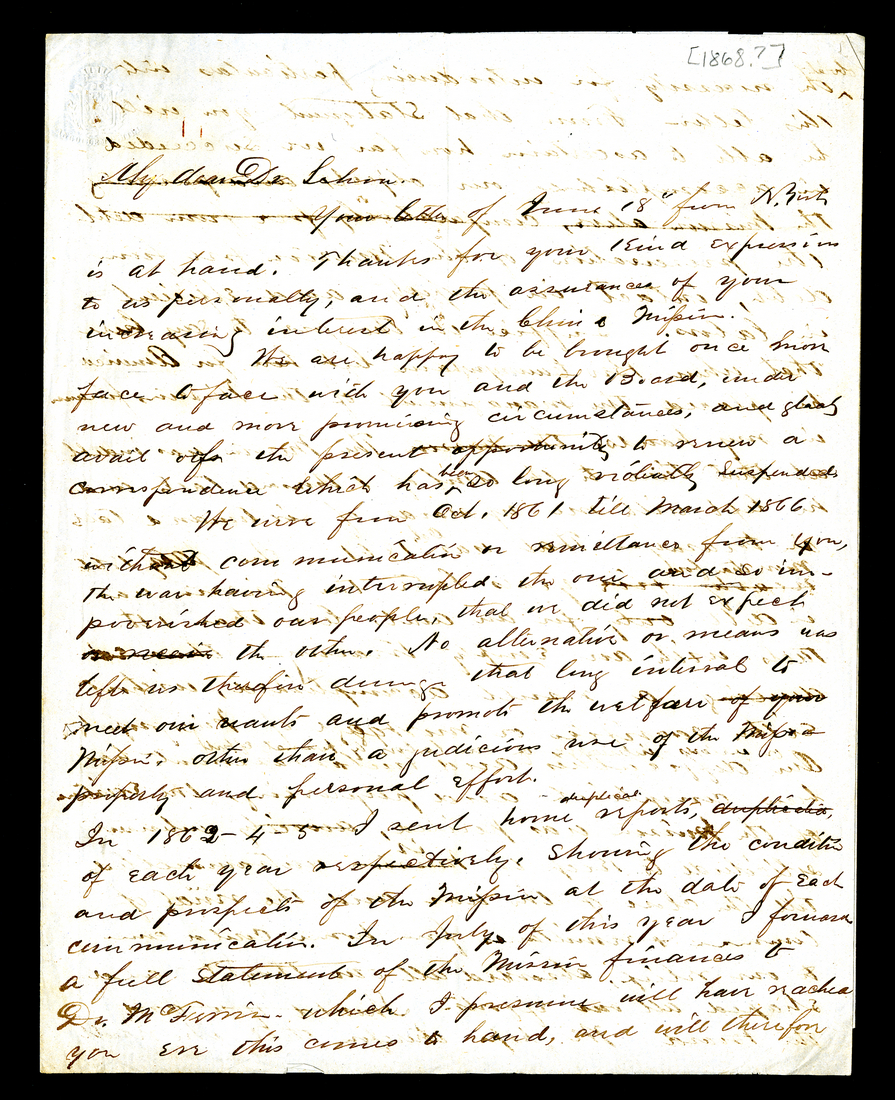 [1868.?]
My dear Dr. Sehon.
Your letter of June 18" from N. York
is at hand. Thanks for your kind expression
to us personally, and the assurances of your
increasing interest in the China Mission.
We are happy to be brought once more
face to face with you and the Board, under
new and more promising circumstances, and gladly
avail of the present opportunity to renew a
correspondence which has been so long violently suspended.
We were from Oct. 1861 till March 1866
without communication or remittance from you,
the war having interrupted the one and so im-
poverished our people, that we did not expect
the other. No alternative or means was
left us therefore during that long interval to
meet our wants and promote the welfare of your
Mission, other than a judicious use of the Mission
property and personal effort.
In 1862-4-5 I sent home duplicate reports, duplicates,
of each year respectively, showing the condition
and prospects of the Mission at the date of each
communication. In July of this year I forward
a full statement of the Mission finances to
Dr. McFerrin which I presume will have reached
you ere this comes to hand, and will therefore